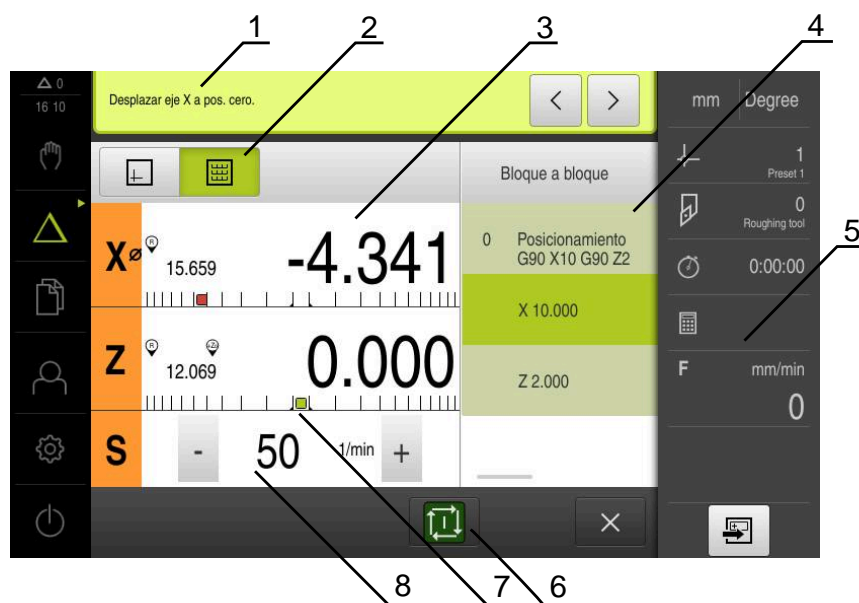 1 2 3 4
△ 0
16 10
Desplazar eje X a pos. cero.
< >
mm Degree
Bloque a bloque
1
Preset 1
0
Roughing tool
5
X⌀ R 15.659 -4.341
0 Posicionamiento
G90 X10 G90 Z2
0:00:00
X 10.000
Z R 12.069 0.000
Z 2.000
F mm/min
0
S - 50 1/min +
8 7 6